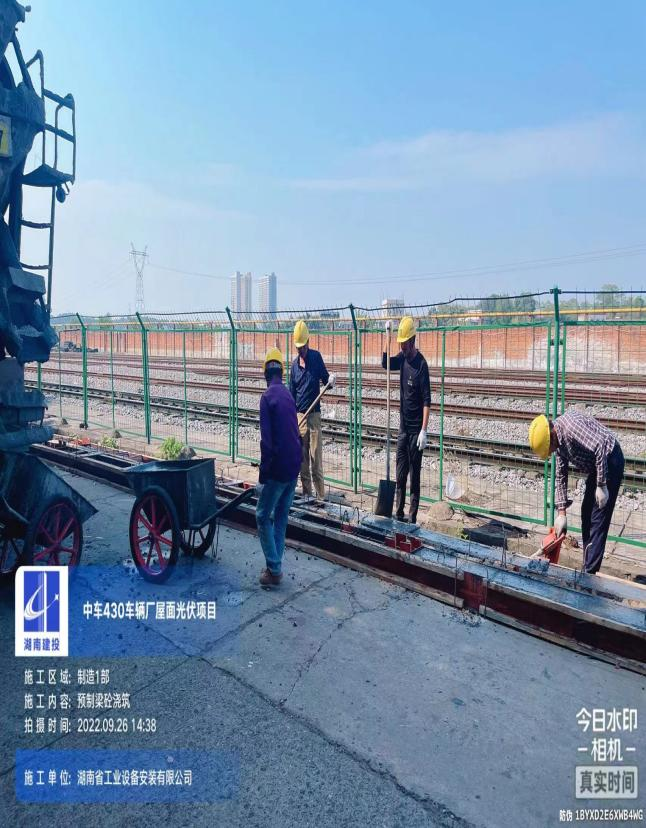 湖南建投
中车430车辆厂屋面光伏项目
施工区域: 制造1部
施工内容: 预制梁砼浇筑
拍摄时间: 2022.09.26 14:38
施工单位: 湖南省工业设备安装有限公司
今日水印
-相机-
真实时间
防伪 1BYXD2E6XWB4WG